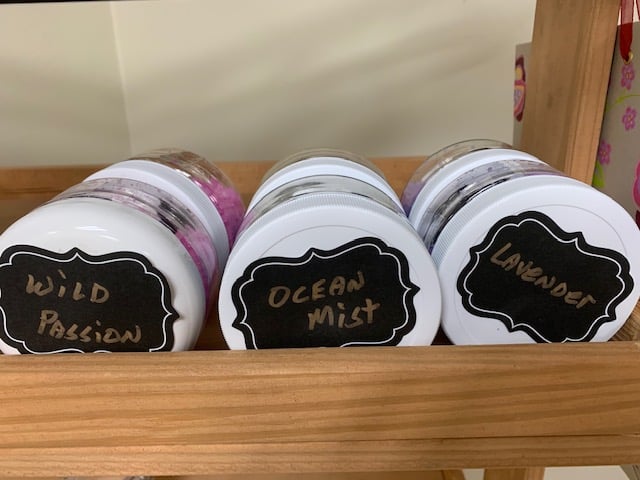 WiLD
PASSiON
OCEAN
Mist
LAVENDER